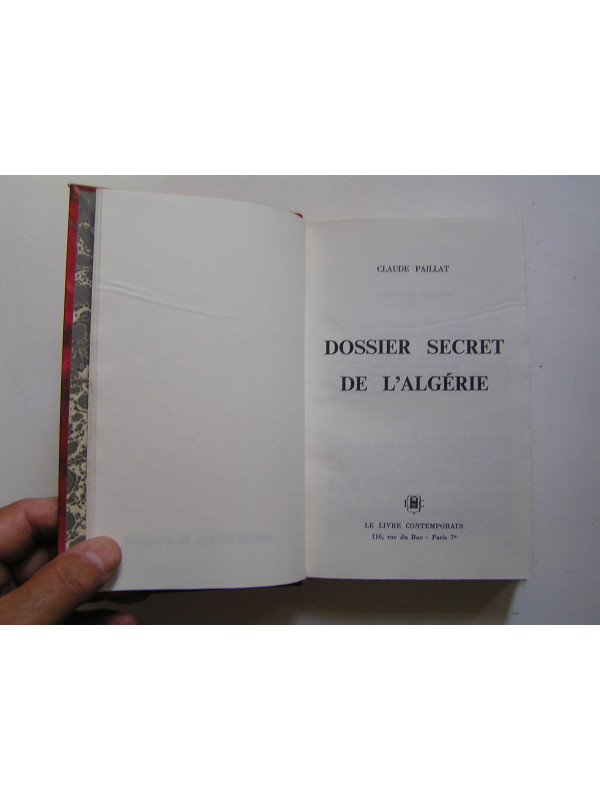 CLAUDE PAILLAT
DOSSIER SECRET
DE L'ALGÉRIE
LE LIVRE CONTEMPORAIN
116, rue du Bac - Paris 7e